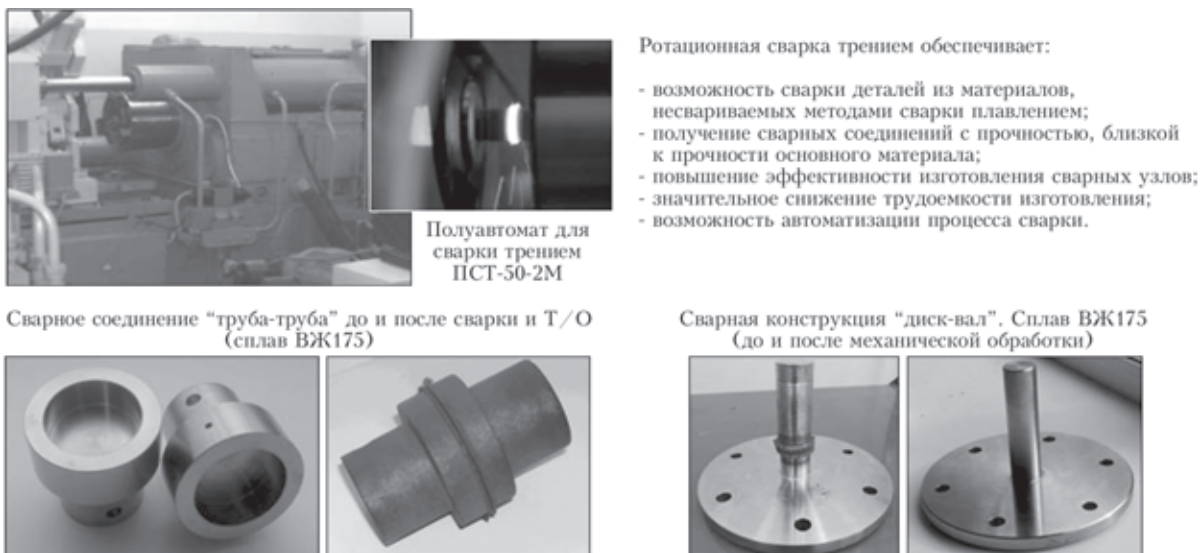 Ротационная сварка трением обеспечивает:
- возможность сварки деталей из материалов,
несвариваемых методами сварки плавлением;
- получение сварных соединений с прочностью, близкой
к прочности основного материала;
- повышение эффективности изготовления сварных узлов;
- значительное снижение трудоемкости изготовления;
- возможность автоматизации процесса сварки.
Полуавтомат для
сварки трением
ПСТ-50-2М
Сварное соединение “труба-труба” до и после сварки и Т/О
(сплав ВЖ175)
Сварная конструкция “диск-вал”. Сплав ВЖ175
(до и после механической обработки)